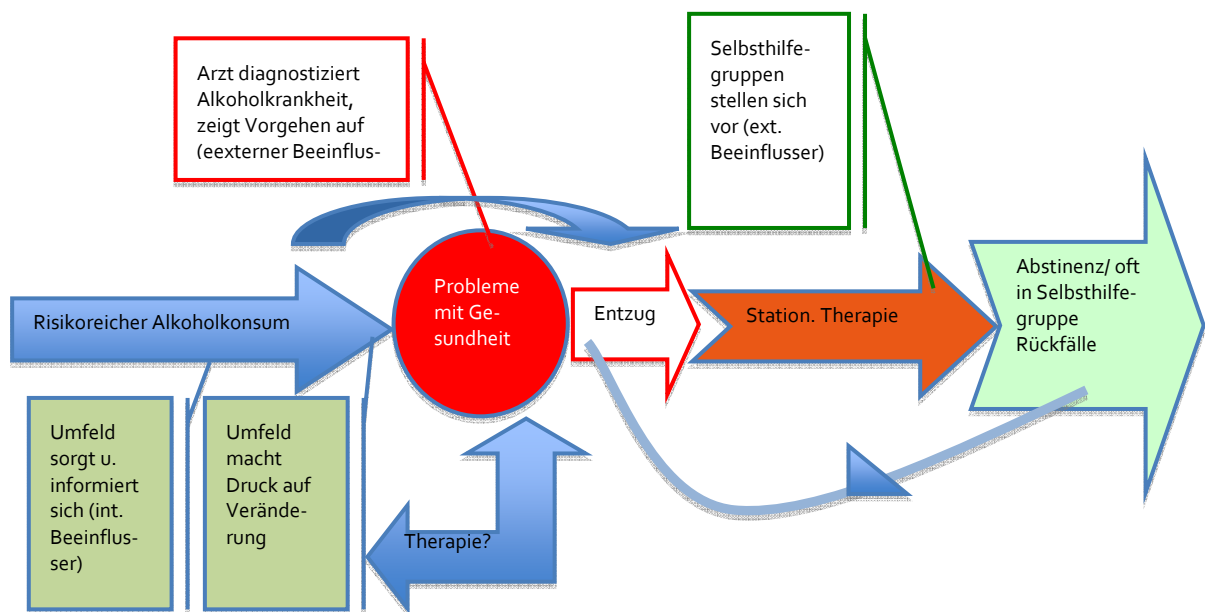 Arzt diagnostiziert
Alkoholkrankheit,
zeigt Vorgehen auf
(eexterner Beeinflus-
Selbsthilfe-
gruppen
stellen sich
vor (ext.
Beeinflusser)
Risikoreicher Alkoholkonsum
Probleme
mit Ge-
sundheit
Entzug
Station. Therapie
Abstinenz/ oft
in Selbsthilfe-
gruppe
Rückfälle
Umfeld
sorgt u.
informiert
sich (int.
Beeinflus-
ser)
Umfeld
macht
Druck auf
Verände-
rung
Therapie?